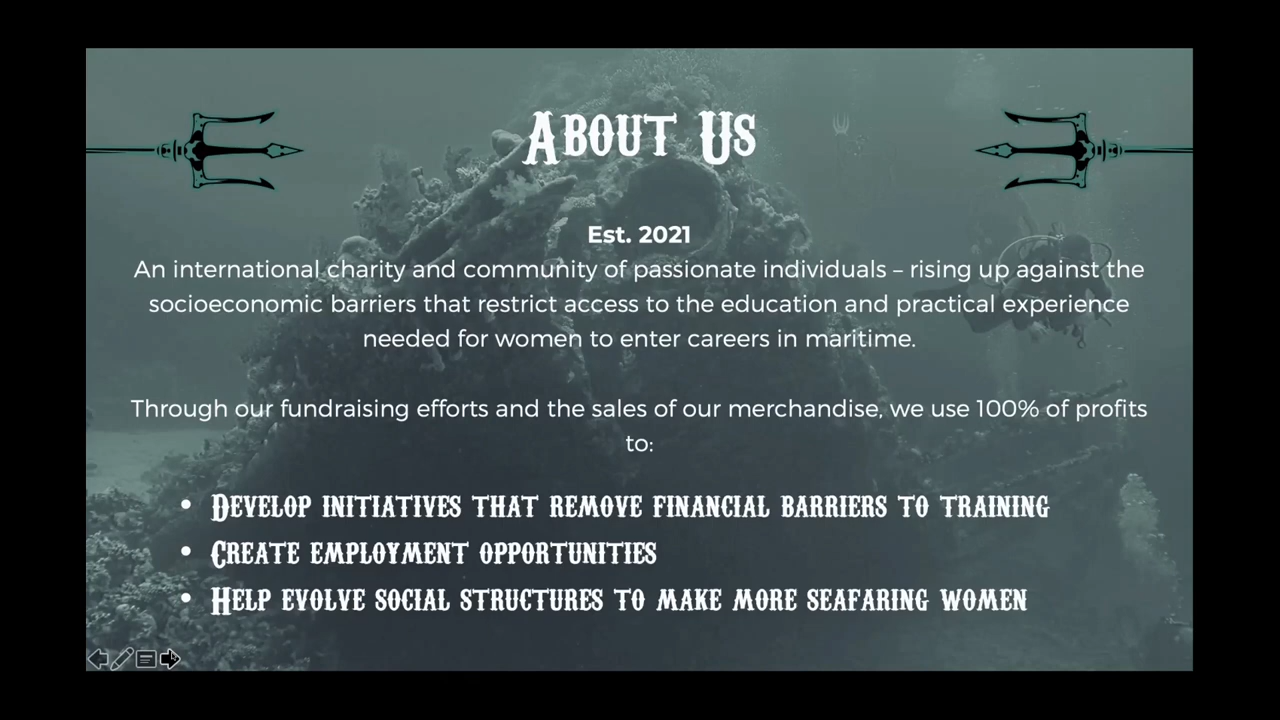 About Us
Est. 2021
An international charity and community of passionate individuals – rising up against the
socioeconomic barriers that restrict access to the education and practical experience
needed for women to enter careers in maritime.
Through our fundraising efforts and the sales of our merchandise, we use 100% of profits
to:
• Develop initiatives that remove financial barriers to training
• Create employment opportunities
• Help evolve social structures to make more seafaring women